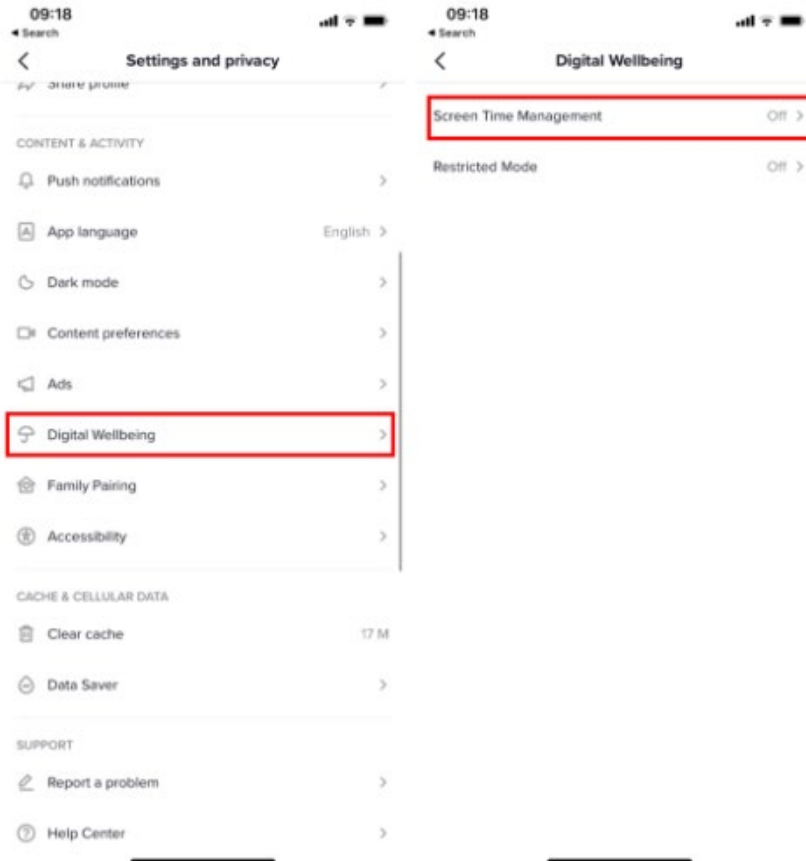 09:18
Search
Settings and privacy
Share profile
CONTENT & ACTIVITY
Push notifications
App language English
Dark mode
Content preferences
Ads
Digital Wellbeing
Family Pairing
Accessibility
CACHE & CELLULAR DATA
Clear cache 17 M
Data Saver
SUPPORT
Report a problem
Help Center
09:18
Search
Digital Wellbeing
Screen Time Management Off
Restricted Mode Off